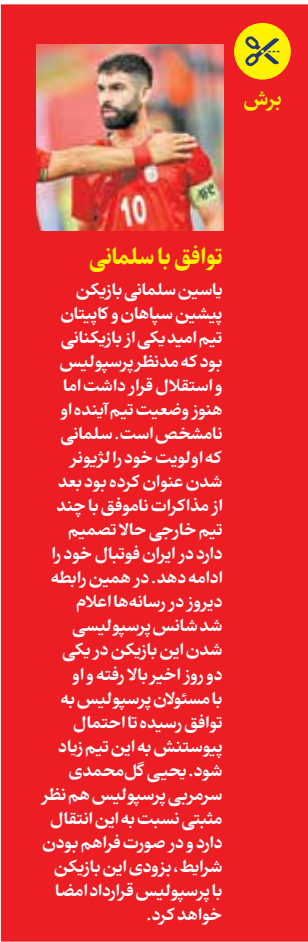 برش
10
AFC
توافق با سلمانی
یاسین سلمانی بازیکن
پیشین سپاهان و کاپیتان
تیم امید یکی از بازیکنانی
بود که مدنظر پرسپولیس
و استقلال قرار داشت اما
هنوز وضعیت تیم آینده او
نامشخص است. سلمانی
که اولویت خود را لژیونر
شدن عنوان کرده بود بعد
از مذاکرات ناموفق با چند
تیم خارجی حالا تصمیم
دارد در ایران فوتبال خود را
ادامه دهد. در همین رابطه
دیروز در رسانه‌ها اعلام
شد شانس پرسپولیسی
شدن این بازیکن در یکی
دو روز اخیر بالا رفته و او
با مسئولان پرسپولیس به
توافق رسیده تا احتمال
پیوستنش به این تیم زیاد
شود. یحیی گل‌محمدی
سرمربی پرسپولیس هم نظر
مثبتی نسبت به این انتقال
دارد و در صورت فراهم بودن
شرایط، بزودی این بازیکن
با پرسپولیس قرارداد امضا
خواهد کرد.